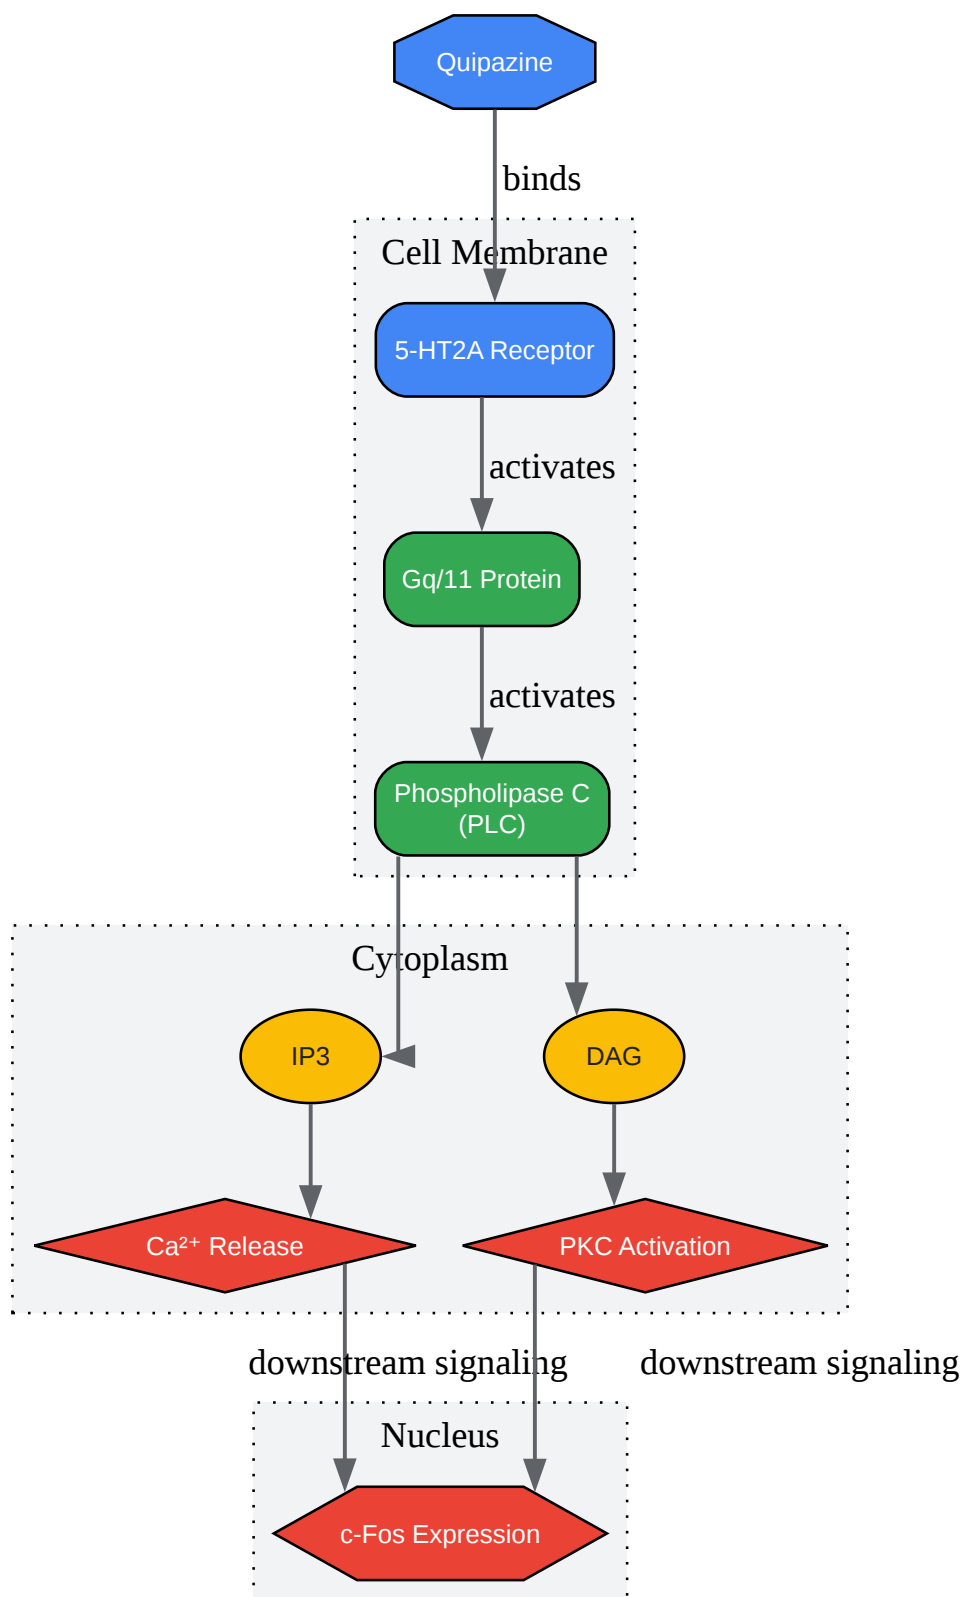 Quipazine
binds
Cell Membrane
5-HT2A Receptor
activates
Gq/11 Protein
activates
Phospholipase C
(PLC)
Cytoplasm
IP3
DAG
Ca²⁺ Release
PKC Activation
downstream signaling
downstream signaling
Nucleus
c-Fos Expression